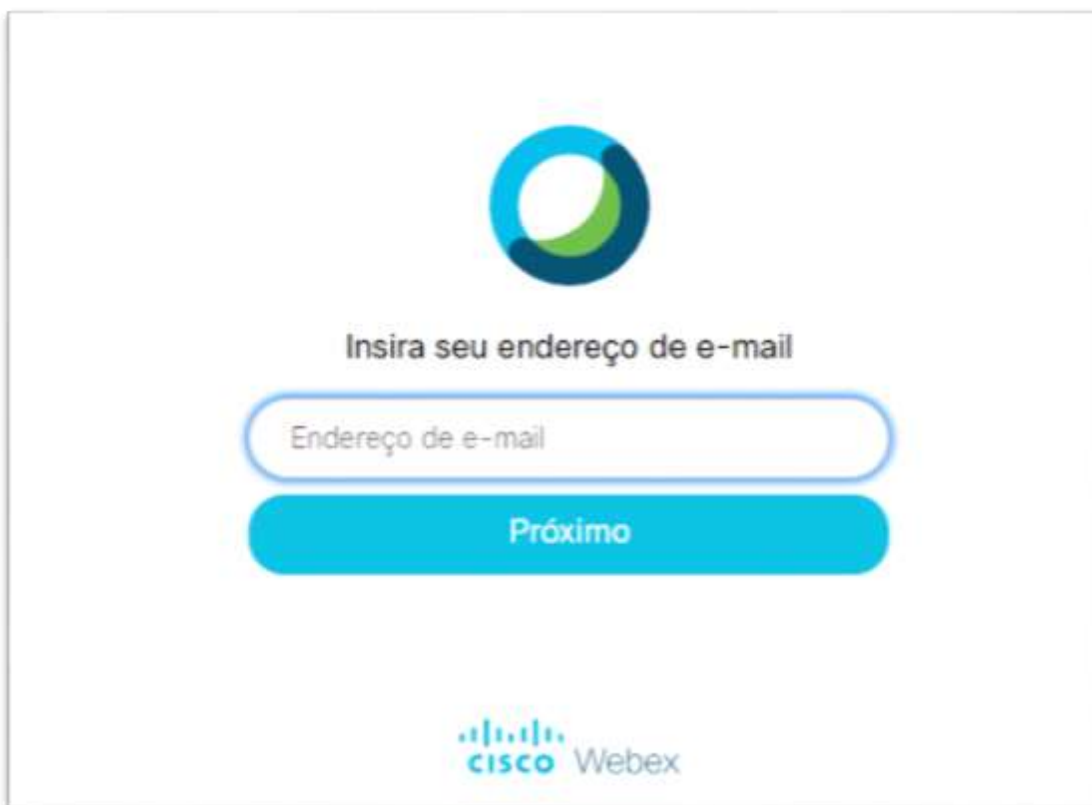 Insira seu endereço de e-mail
Endereço de e-mail
Próximo
CISCO Webex